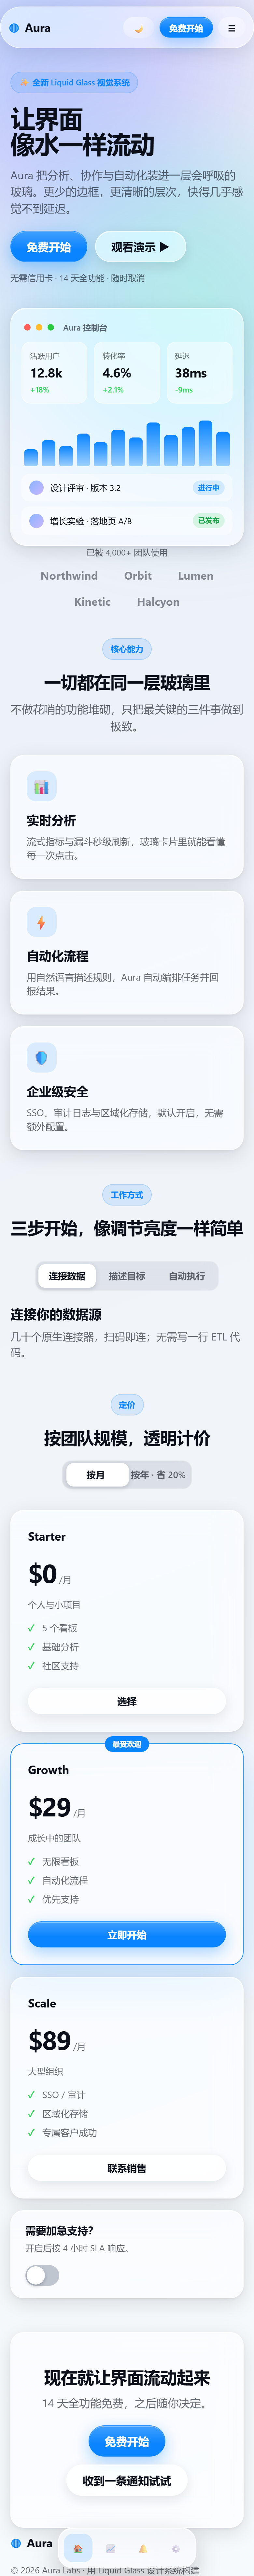 Aura
免费开始
全新 Liquid Glass 视觉系统
让界面
像水一样流动
Aura 把分析、协作与自动化装进一层会呼吸的
玻璃。更少的边框，更清晰的层次，快得几乎感
觉不到延迟。
免费开始
观看演示 ▶
无需信用卡 · 14 天全功能 · 随时取消
Aura 控制台
活跃用户
12.8k
+18%
转化率
4.6%
+2.1%
延迟
38ms
-9ms
设计评审 · 版本 3.2
进行中
增长实验 · 落地页 A/B
已发布
已被 4,000+ 团队使用
Northwind Orbit Lumen
Kinetic Halcyon
核心能力
一切都在同一层玻璃里
不做花哨的功能堆砌，只把最关键的三件事做到
极致。
实时分析
流式指标与漏斗秒级刷新，玻璃卡片里就能看懂
每一次点击。
自动化流程
用自然语言描述规则，Aura 自动编排任务并回
报结果。
企业级安全
SSO、审计日志与区域化存储，默认开启，无需
额外配置。
工作方式
三步开始，像调节亮度一样简单
连接数据
描述目标
自动执行
连接你的数据源
几十个原生连接器，扫码即连；无需写一行 ETL 代
码。
定价
按团队规模，透明计价
按月
按年 · 省 20%
Starter
$0 /月
个人与小项目
✓ 5 个看板
✓ 基础分析
✓ 社区支持
选择
最受欢迎
Growth
$29 /月
成长中的团队
✓ 无限看板
✓ 自动化流程
✓ 优先支持
立即开始
Scale
$89 /月
大型组织
✓ SSO / 审计
✓ 区域化存储
✓ 专属客户成功
联系销售
需要加急支持?
开启后按 4 小时 SLA 响应。
现在就让界面流动起来
14 天全功能免费，之后随你决定。
免费开始
收到一条通知试试
Aura
© 2026 Aura Labs · 用 Liquid Glass 设计系统构建